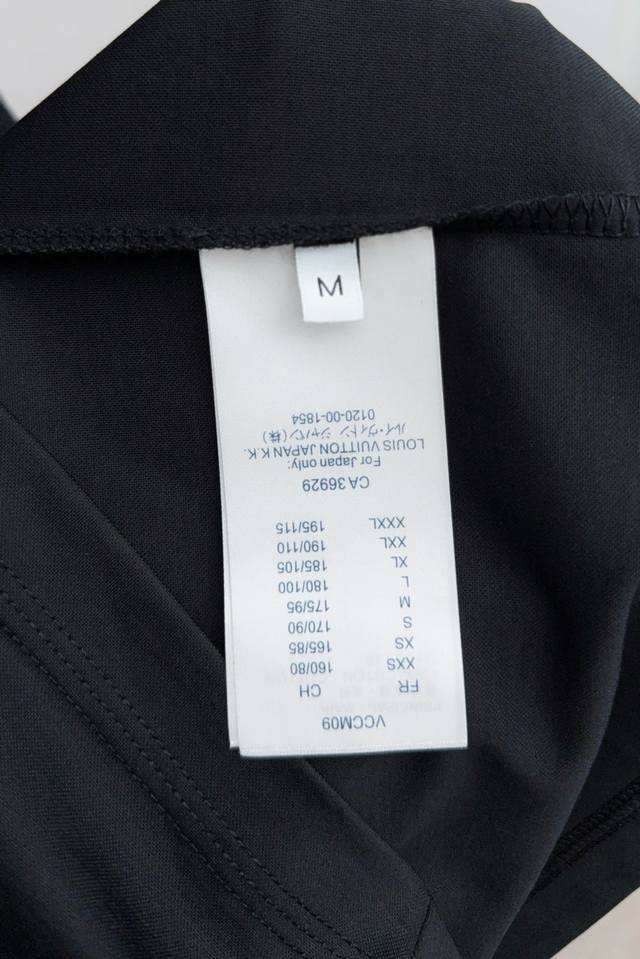 M
VCCM09
FR CH
XXS 160/80
XS 165/85
S 170/90
M 175/95
L 180/100
XL 185/105
XXL 190/110
XXXL 195/115
CA 36929
For Japan only:
LOUIS VUITTON JAPAN K.K.
ルイ・ヴィトン ジャパン(株)
0120-00-1854